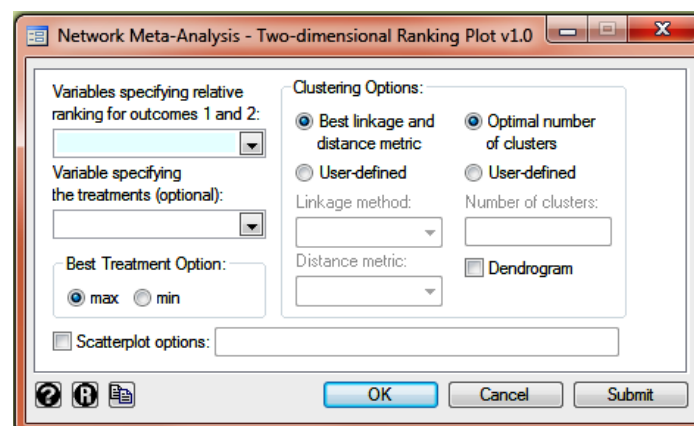 Network Meta-Analysis - Two-dimensional Ranking Plot v1.0
Variables specifying relative
ranking for outcomes 1 and 2:
Variable specifying
the treatments (optional):
Best Treatment Option:
max
min
Clustering Options:
Best linkage and
distance metric
User-defined
Linkage method:
Distance metric:
Optimal number
of clusters
User-defined
Number of clusters:
Dendrogram
Scatterplot options:
? R
OK
Cancel
Submit